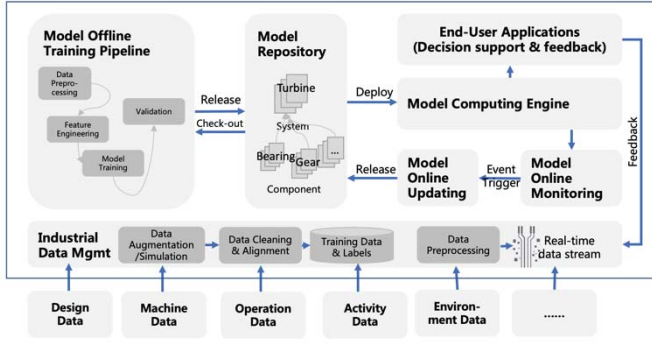 Model Offline
Training Pipeline
Data
Prepro-
cessing
Feature
Engineering
Model
Training
Validation
Release
Check-out
Model
Repository
Turbine
System
Bearing
Gear
...
Component
Deploy
End-User Applications
(Decision support & feedback)
Model Computing Engine
Feedback
Release
Model
Online
Updating
Event
Trigger
Model
Online
Monitoring
Industrial
Data Mgmt
Data
Augmentation
/Simulation
Data Cleaning
& Alignment
Training Data
& Labels
Data
Preprocessing
Real-time
data stream
Design
Data
Machine
Data
Operation
Data
Activity
Data
Environ-
ment Data
......